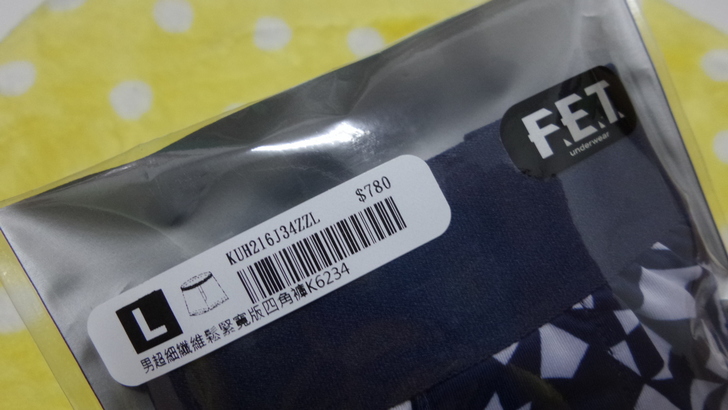 F.E.T.
underwear
$780
KUH216J34ZZL
L
男超細纖維鬆緊寬版四角褲K6234